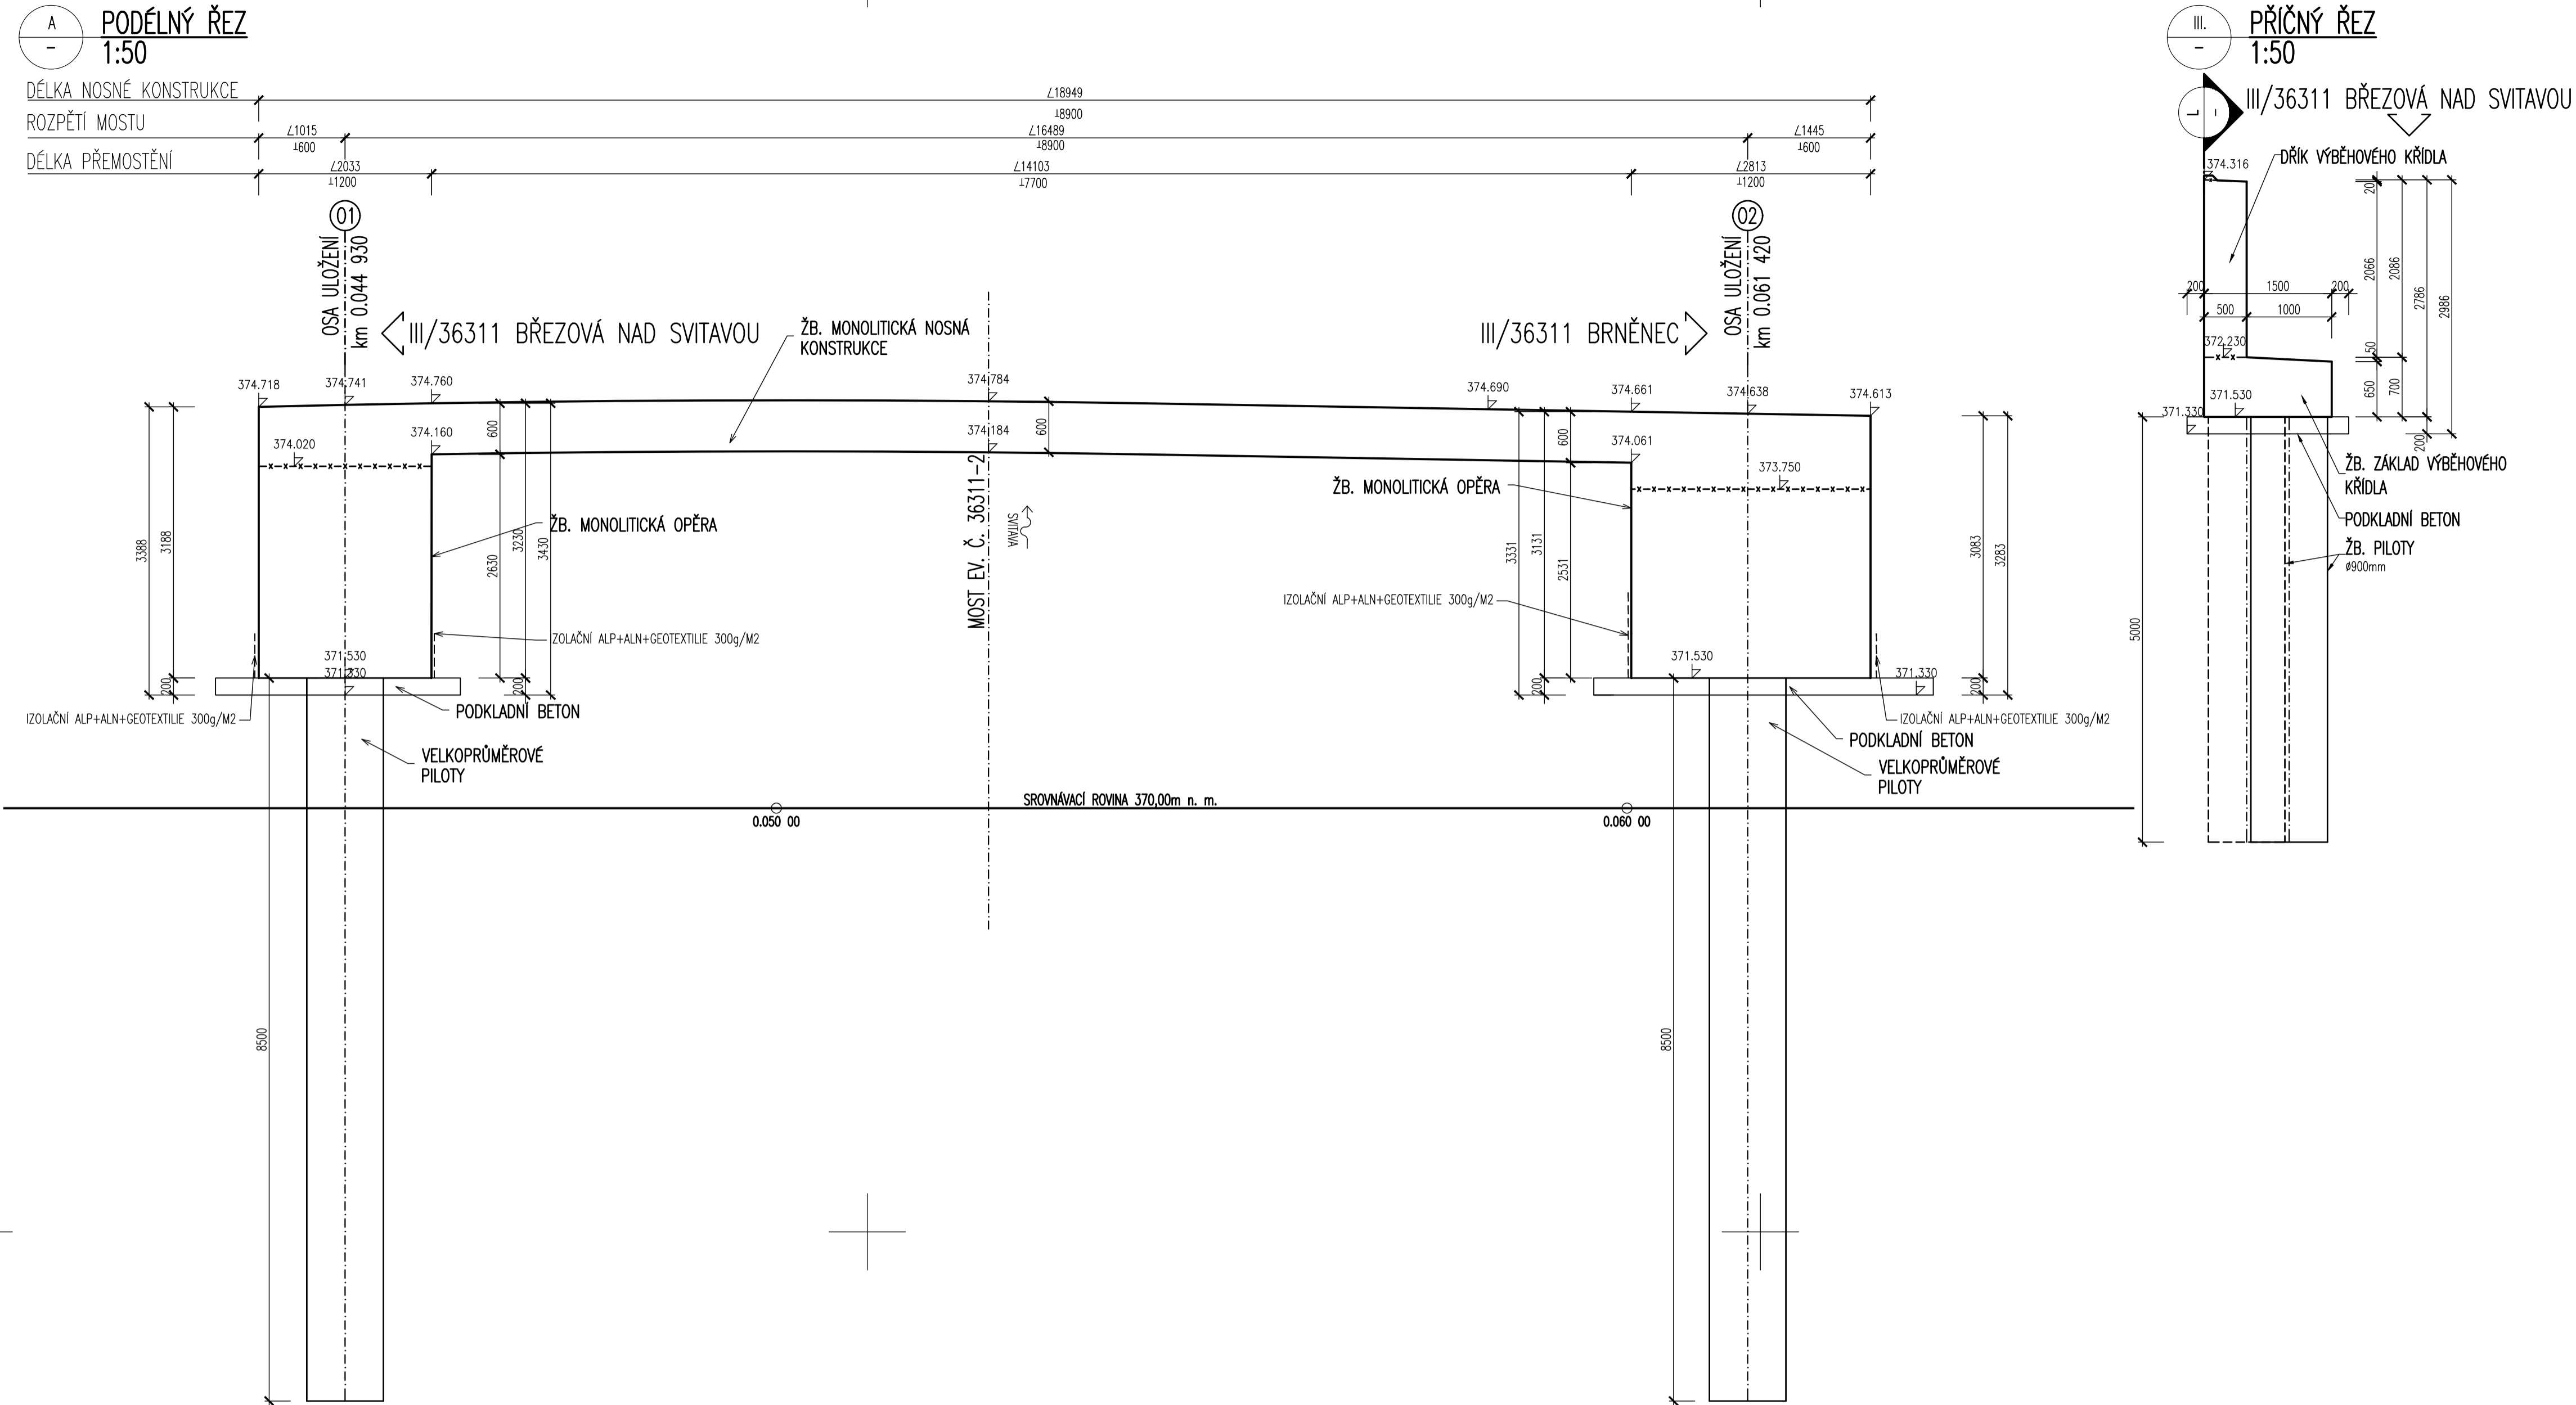 A
–
PODÉLNÝ ŘEZ
1:50
DÉLKA NOSNÉ KONSTRUKCE
∠18949
⊥8900
ROZPĚTÍ MOSTU
∠1015
⊥600
∠16489
⊥8900
∠1445
⊥600
DÉLKA PŘEMOSTĚNÍ
∠2033
⊥1200
∠14103
⊥7700
∠2813
⊥1200
01
OSA ULOŽENÍ
km 0.044 930
III/36311 BŘEZOVÁ NAD SVITAVOU
ŽB. MONOLITICKÁ NOSNÁ
KONSTRUKCE
III/36311 BRNĚNEC
02
OSA ULOŽENÍ
km 0.061 420
374.718
374.741
374.760
374.784
374.690
374.661
374.638
374.613
374.020
374.160
374.184
374.061
373.750
600
600
600
ŽB. MONOLITICKÁ OPĚRA
ŽB. MONOLITICKÁ OPĚRA
MOST EV. Č. 36311-2
SVITAVA
3388
3188
200
2630
3230
3430
200
3331
3131
2531
200
3083
3283
200
IZOLAČNÍ ALP+ALN+GEOTEXTILIE 300g/M2
IZOLAČNÍ ALP+ALN+GEOTEXTILIE 300g/M2
371.530
371.330
371.530
371.330
IZOLAČNÍ ALP+ALN+GEOTEXTILIE 300g/M2
PODKLADNÍ BETON
IZOLAČNÍ ALP+ALN+GEOTEXTILIE 300g/M2
PODKLADNÍ BETON
VELKOPRŮMĚROVÉ
PILOTY
VELKOPRŮMĚROVÉ
PILOTY
SROVNÁVACÍ ROVINA 370,00m n. m.
0.050 00
0.060 00
8500
8500
III.
–
PŘÍČNÝ ŘEZ
1:50
L
–
III/36311 BŘEZOVÁ NAD SVITAVOU
374.316
DŘÍK VÝBĚHOVÉHO KŘÍDLA
20
2066
2086
2786
2986
200
1500
200
500
1000
372.230
50
650
700
371.530
371.330
200
ŽB. ZÁKLAD VÝBĚHOVÉHO
KŘÍDLA
PODKLADNÍ BETON
ŽB. PILOTY
ø900mm
5000